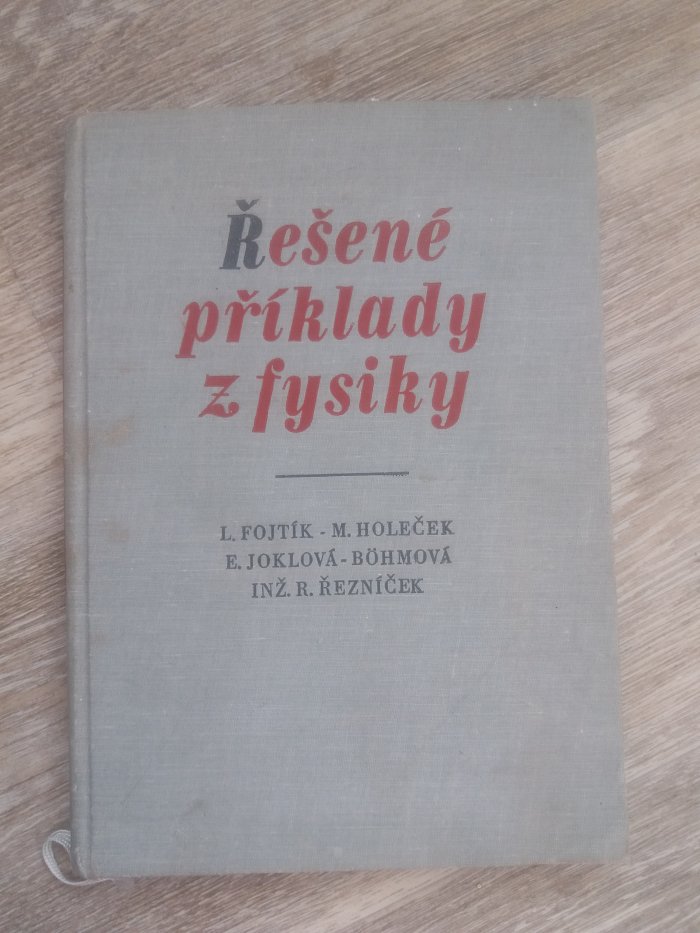 Řešené
příklady
z fysiky
L. FOJTÍK - M. HOLEČEK
E. JOKLOVÁ - BÖHMOVÁ
INŽ. R. ŘEZNÍČEK